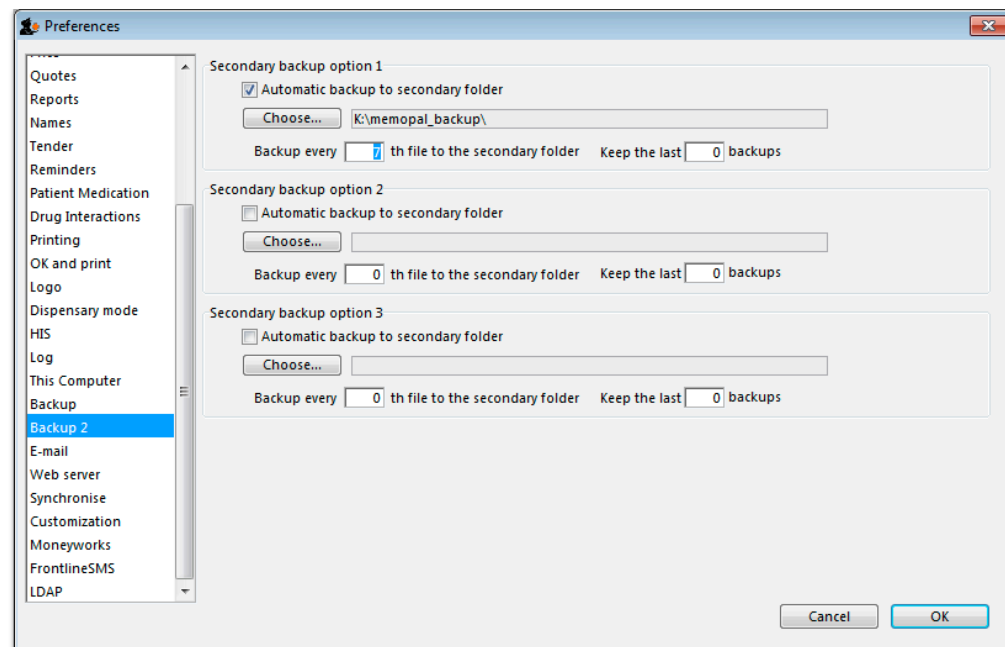 Preferences
Quotes
Reports
Names
Tender
Reminders
Patient Medication
Drug Interactions
Printing
OK and print
Logo
Dispensary mode
HIS
Log
This Computer
Backup
Backup 2
E-mail
Web server
Synchronise
Customization
Moneyworks
FrontlineSMS
LDAP
Secondary backup option 1
Automatic backup to secondary folder
Choose... K:\memopal_backup\
Backup every 7 th file to the secondary folder Keep the last 0 backups
Secondary backup option 2
Automatic backup to secondary folder
Choose...
Backup every 0 th file to the secondary folder Keep the last 0 backups
Secondary backup option 3
Automatic backup to secondary folder
Choose...
Backup every 0 th file to the secondary folder Keep the last 0 backups
Cancel OK